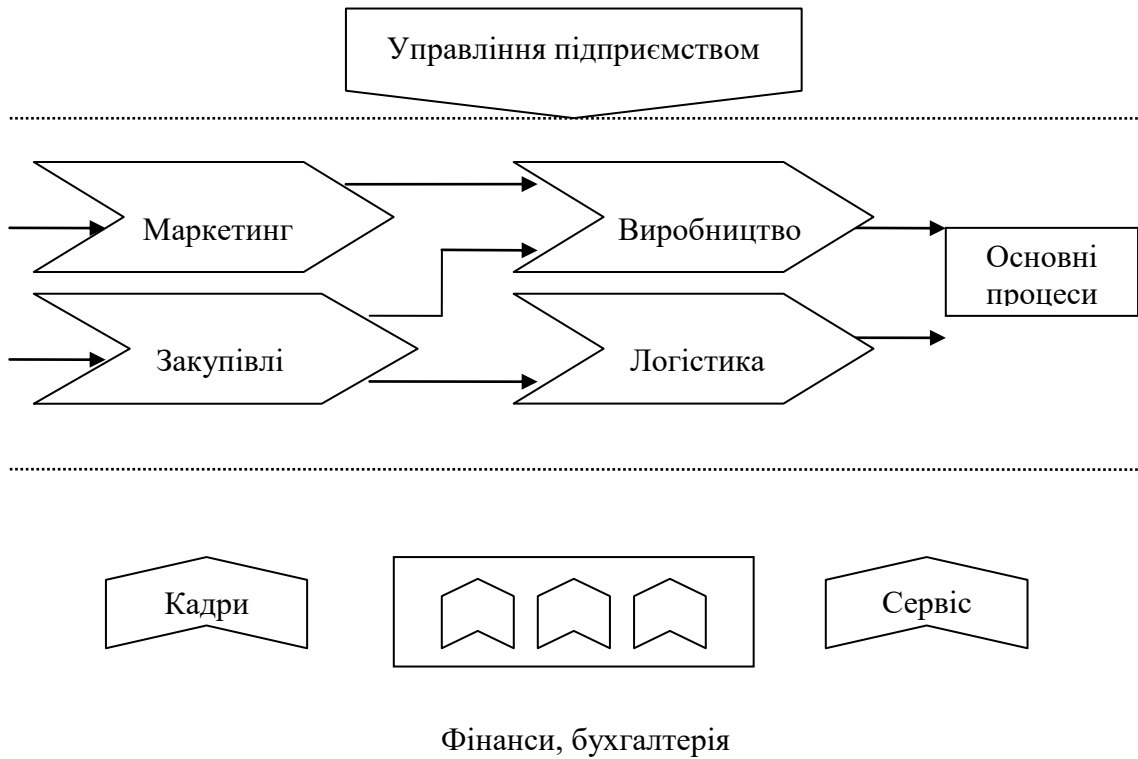 Управління підприємством
Маркетинг
Виробництво
Основні
процеси
Закупівлі
Логістика
Кадри
Сервіс
Фінанси, бухгалтерія